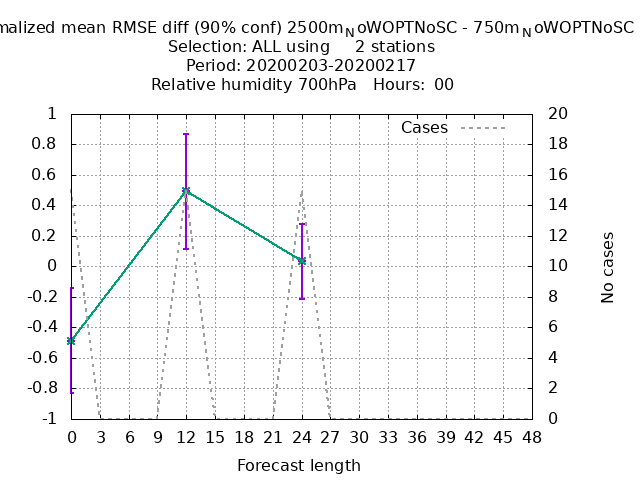 malized mean RMSE diff (90% conf) 2500mNoWOPTNoSC - 750mNoWOPTNoSC
Selection: ALL using 2 stations
Period: 20200203-20200217
Relative humidity 700hPa Hours: 00
Cases
1
0.8
0.6
0.4
0.2
0
-0.2
-0.4
-0.6
-0.8
-1
20
18
16
14
12
10
8
6
4
2
0
No cases
0 3 6 9 12 15 18 21 24 27 30 33 36 39 42 45 48
Forecast length